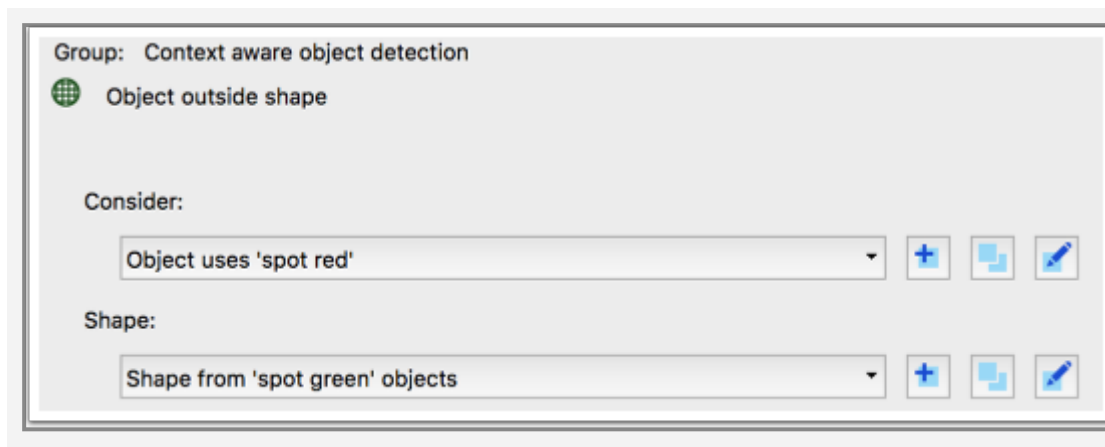 Group: Context aware object detection
Object outside shape
Consider:
Object uses 'spot red'
Shape:
Shape from 'spot green' objects